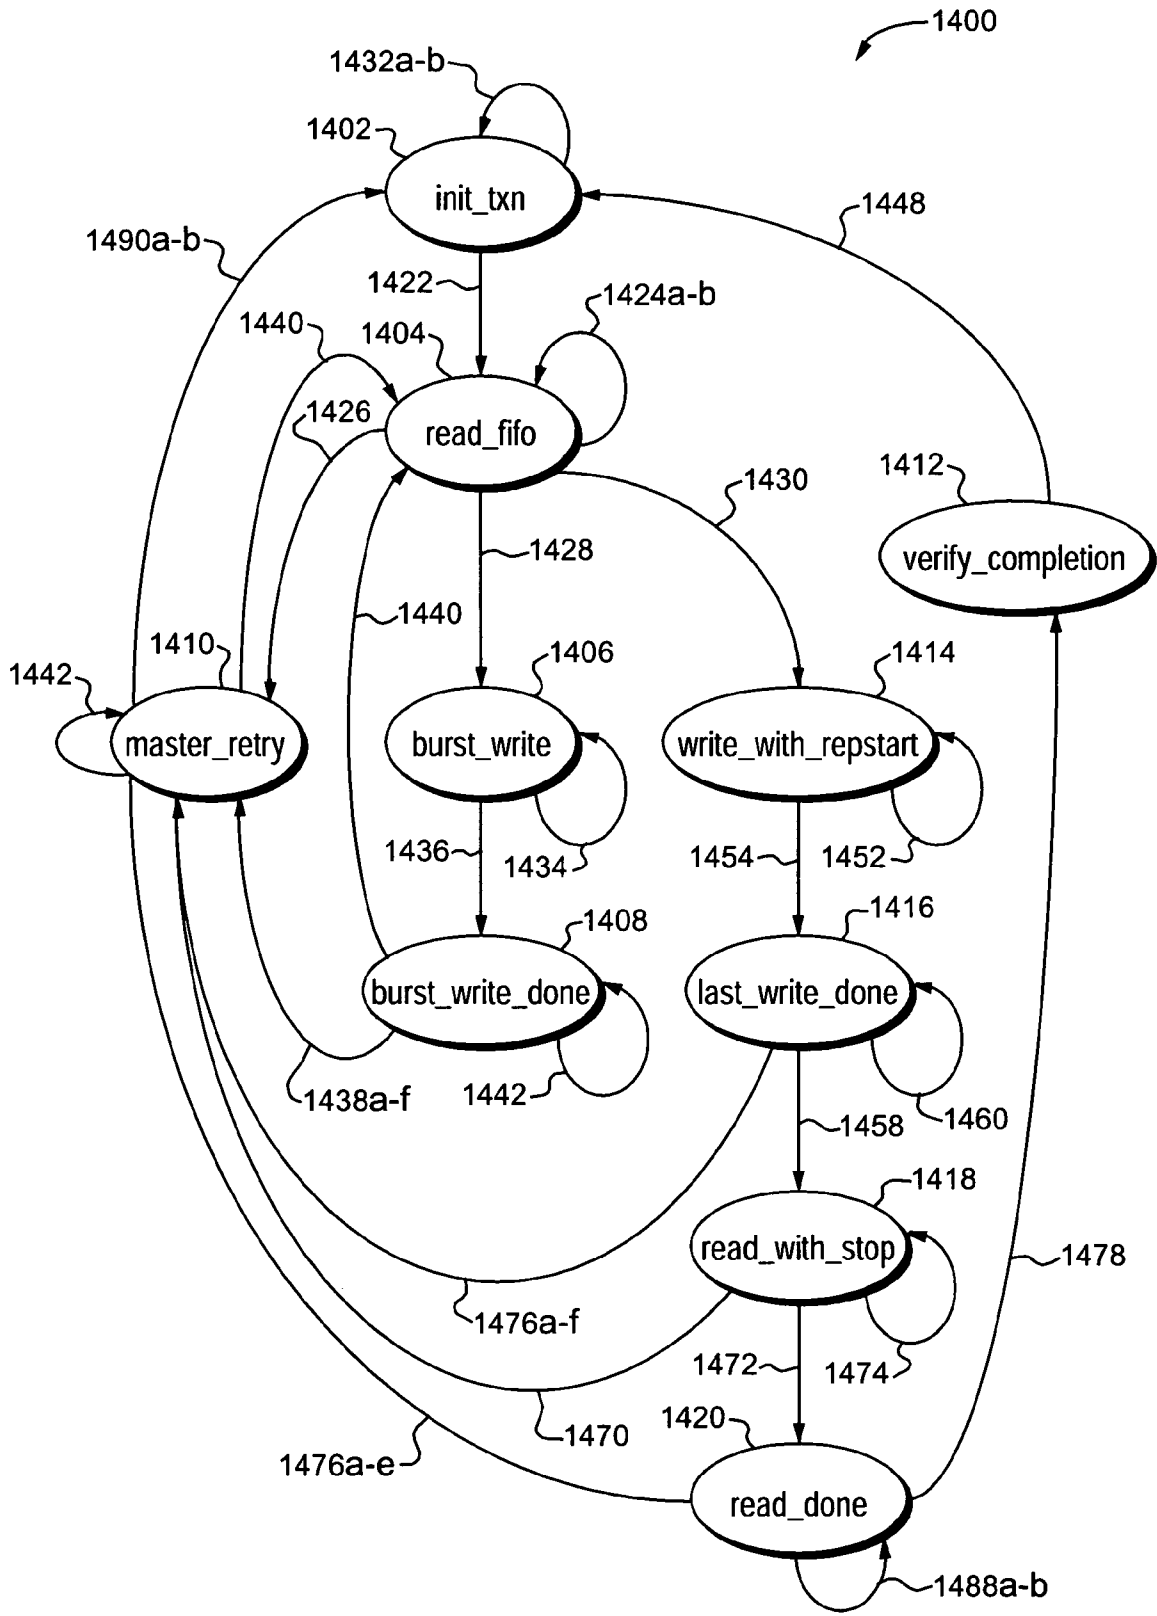 1400
1432a-b
1402
init_txn
1448
1490a-b
1422
1424a-b
1440
1404
1426
read_fifo
1412
1430
verify_completion
1428
1440
1410
1406
1414
1442
master_retry
burst_write
write_with_repstart
1436
1434
1454
1452
1408
1416
burst_write_done
last_write_done
1438a-f
1442
1458
1460
1418
read_with_stop
1478
1476a-f
1472
1474
1420
1470
1476a-e
read_done
1488a-b